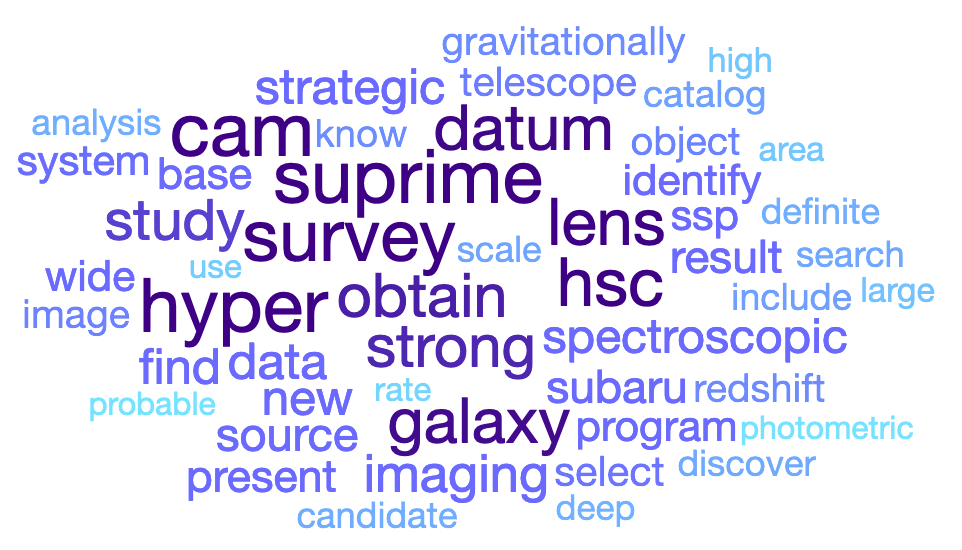 gravitationally
high
strategic telescope catalog
analysis cam know datum object area
system base suprime identify
study survey lens ssp definite
scale result search
wide use hsc include large
image hyper obtain
strong spectroscopic
find data
probable new rate subaru redshift
source galaxy program photometric
present imaging select discover
candidate deep